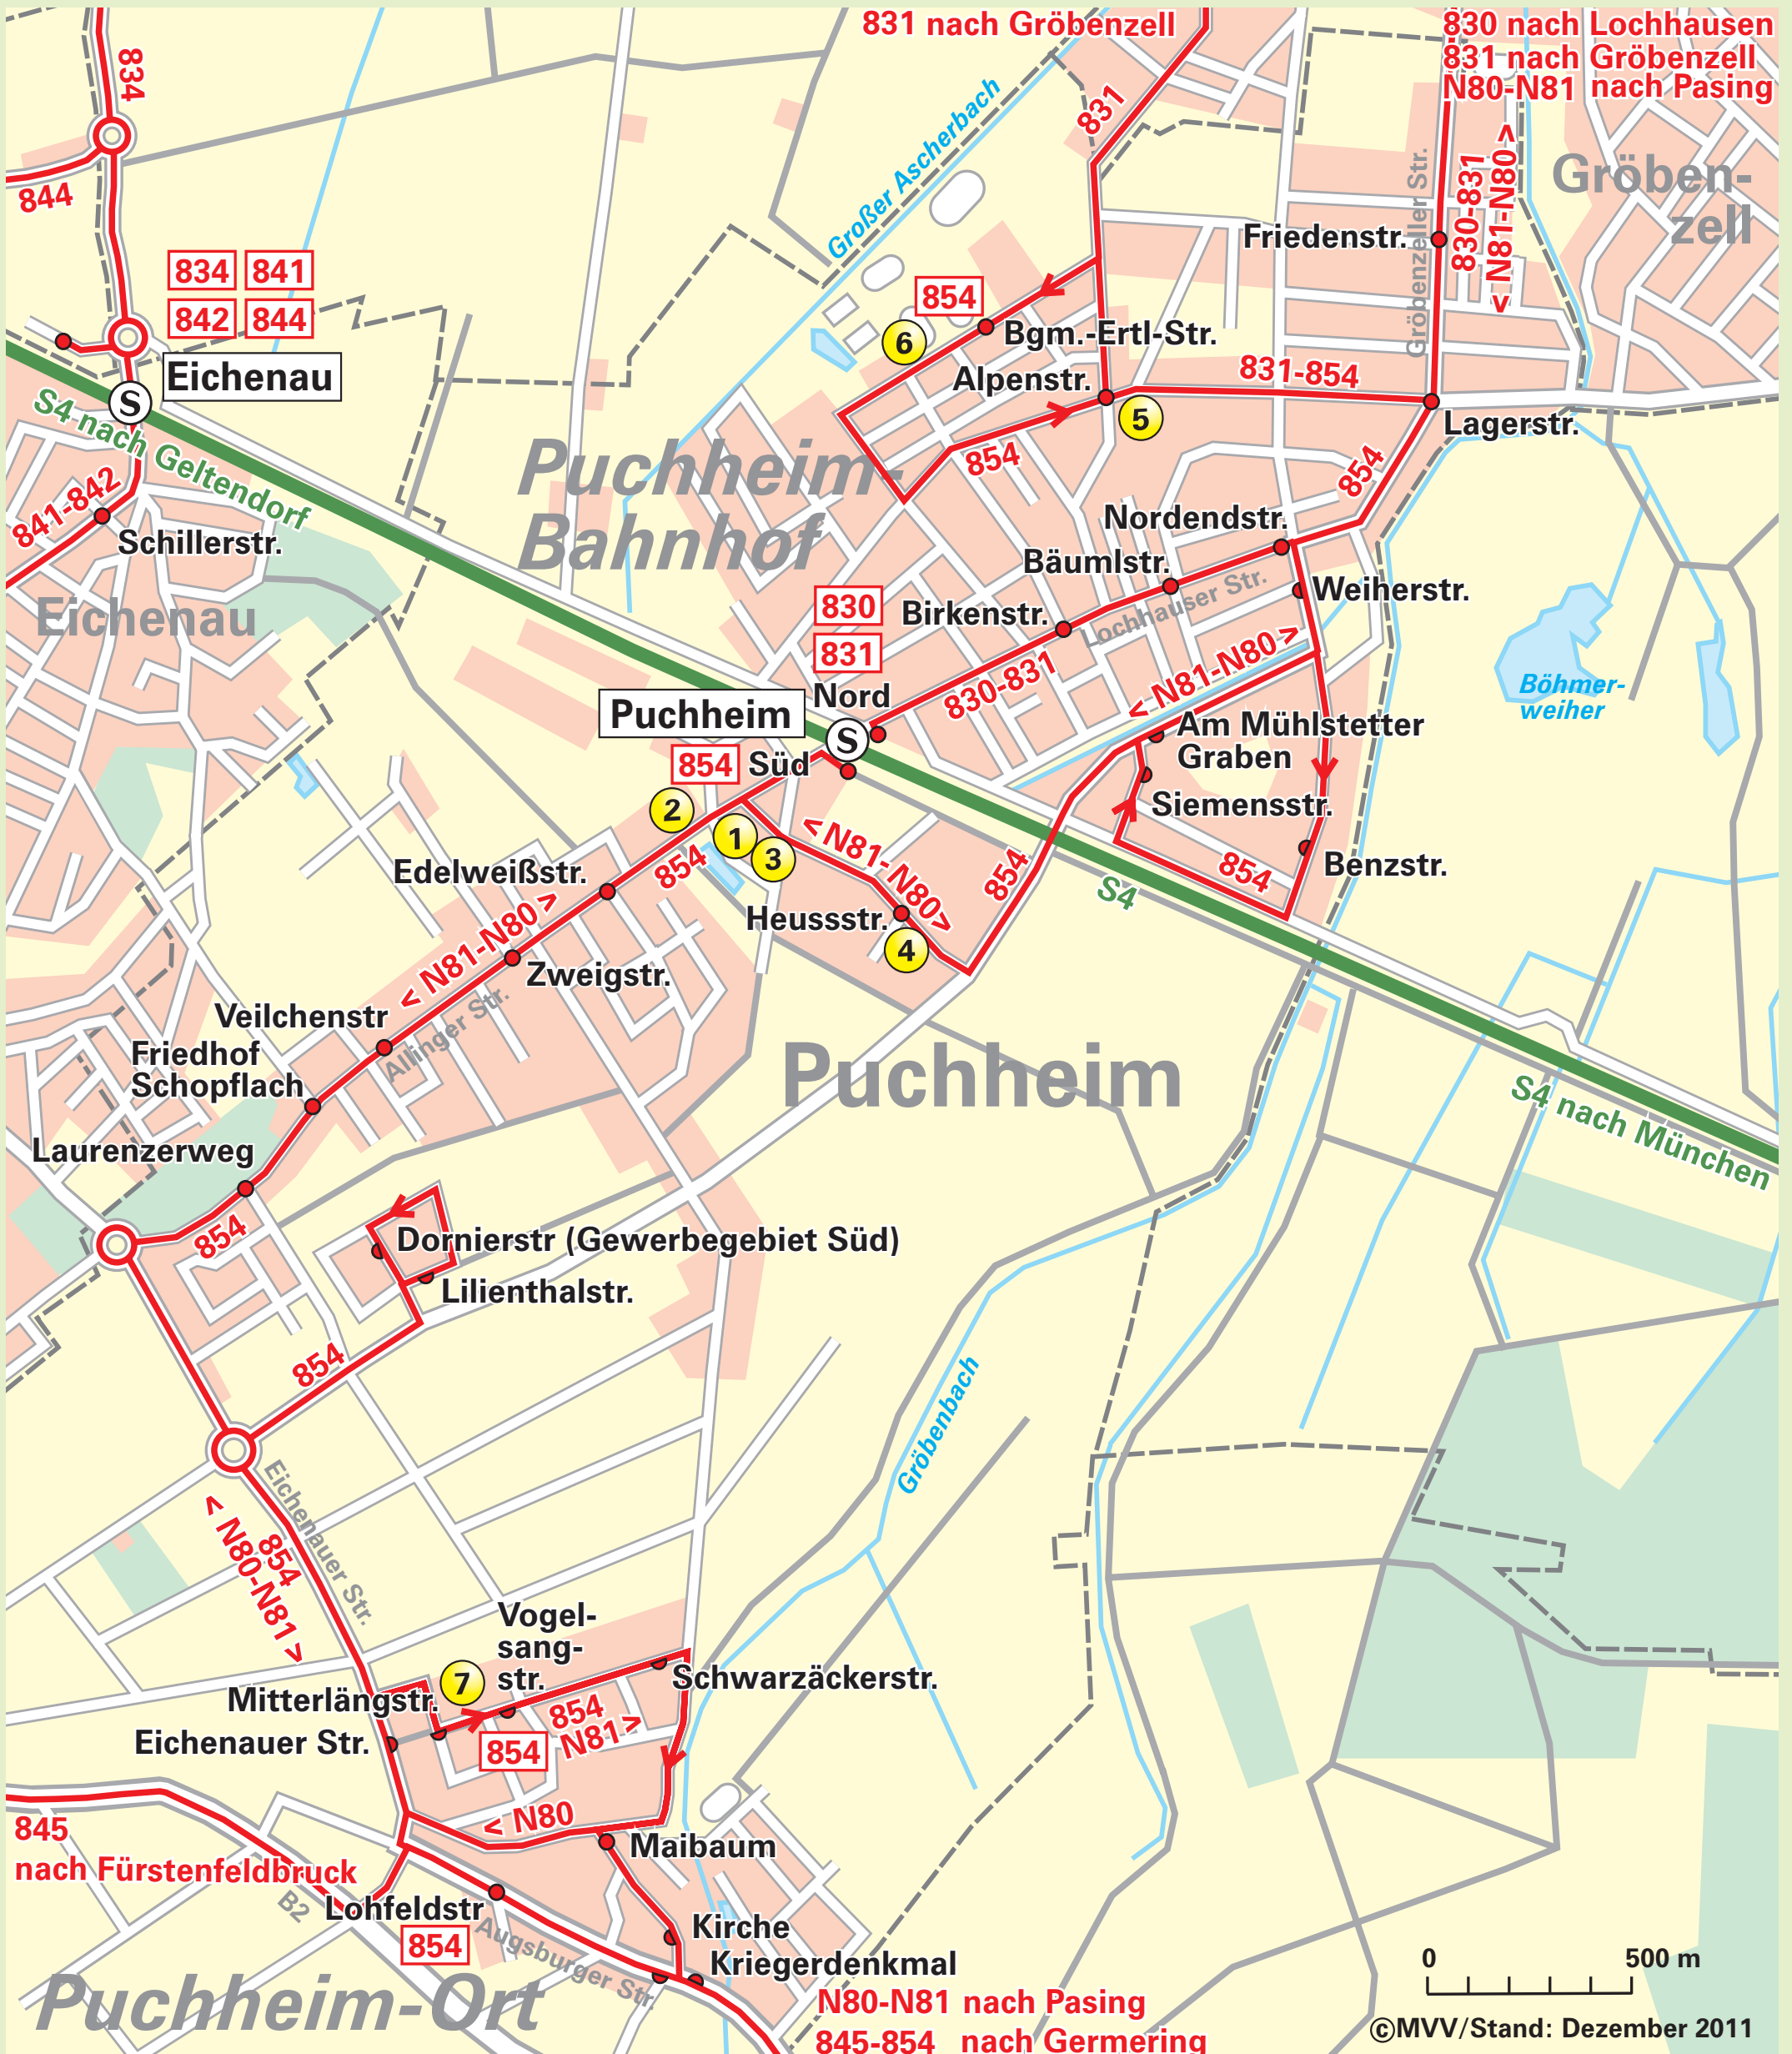 831 nach Gröbenzell
830 nach Lochhausen
831 nach Gröbenzell
N80-N81 nach Pasing
834
844
831
Großer Ascherbach
Gröben-
zell
Gröbenzeller Str.
830-831
< N81-N80 >
Friedenstr.
834 841
842 844
Eichenau
S
S4 nach Geltendorf
841-842
Schillerstr.
Eichenau
854
6
Bgm.-Ertl-Str.
Alpenstr.
831-854
5
Lagerstr.
854
854
Puchheim-
Bahnhof
Nordendstr.
Bäumlstr.
Lochhauser Str.
Weiherstr.
Birkenstr.
830
831
830-831
< N81-N80 >
Nord
Puchheim
S
854 Süd
Am Mühlstetter
Graben
Siemensstr.
Böhmer-
weiher
2
1
3
< N81-N80>
854
Edelweißstr.
854
854
Benzstr.
S4
Heussstr.
4
< N81-N80 >
Zweigstr.
Allinger Str.
Veilchenstr
Friedhof
Schopflach
Puchheim
S4 nach München
Laurenzerweg
854
Dornierstr (Gewerbegebiet Süd)
Lilienthalstr.
854
Gröbenbach
Eichenauer Str.
854
< N80-N81 >
Vogel-
sang-
str.
7
Schwarzäckerstr.
Mitterlängstr.
854
N81 >
Eichenauer Str.
854
< N80
845
nach Fürstenfeldbruck
Maibaum
B2
Lohfeldstr
854
Augsburger Str.
Kirche
Kriegerdenkmal
Puchheim-Ort
N80-N81 nach Pasing
845-854 nach Germering
0 500 m
©MVV/Stand: Dezember 2011